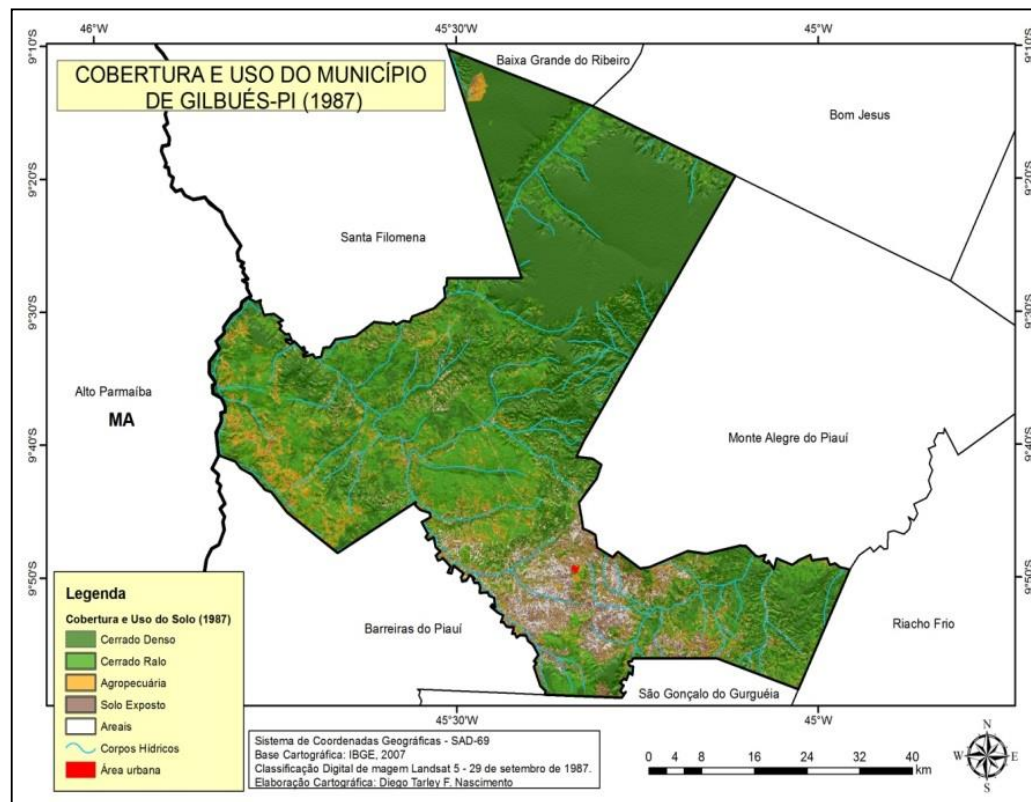 46°W
45°30'W
45°W
9°10'S
9°10'S
COBERTURA E USO DO MUNICÍPIO
DE GILBUÉS-PI (1987)
Baixa Grande do Ribeiro
Bom Jesus
9°20'S
9°20'S
Santa Filomena
9°30'S
9°30'S
Alto Parmaíba
MA
Monte Alegre do Piauí
9°40'S
9°40'S
9°50'S
9°50'S
Legenda
Cobertura e Uso do Solo (1987)
Cerrado Denso
Cerrado Ralo
Agropecuária
Solo Exposto
Areais
Corpos Hídricos
Área urbana
Barreiras do Piauí
Riacho Frio
São Gonçalo do Gurguéia
45°30'W
45°W
Sistema de Coordenadas Geográficas - SAD-69
Base Cartográfica: IBGE, 2007
Classificação Digital de magem Landsat 5 - 29 de setembro de 1987.
Elaboração Cartográfica: Diego Tarley F. Nascimento
0 4 8 16 24 32 40
km
N
W E
S